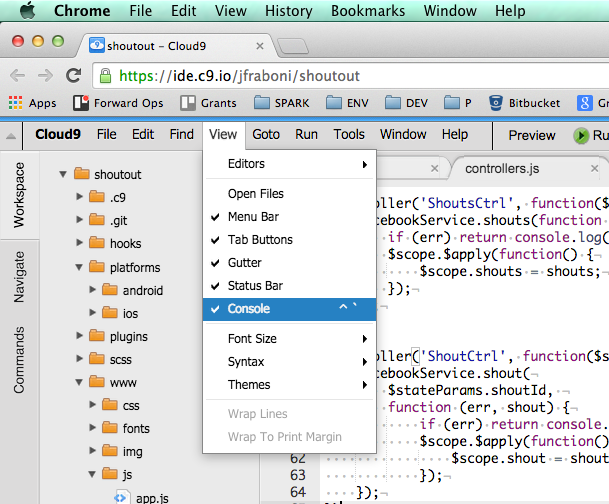 Chrome File Edit View History Bookmarks Window Help
shoutout – Cloud9
https://ide.c9.io/jfraboni/shoutout
Apps Forward Ops Grants SPARK ENV DEV P Bitbucket
Cloud9 File Edit Find View Goto Run Tools Window Help Preview Ru
Workspace
Navigate
Commands
shoutout
.c9
.git
hooks
platforms
android
ios
plugins
scss
www
css
fonts
img
js
app.js
Editors
Open Files
Menu Bar
Tab Buttons
Gutter
Status Bar
Console ^ `
Font Size
Syntax
Themes
Wrap Lines
Wrap To Print Margin
controllers.js
oller('ShoutsCtrl', function($s
cebookService.shouts(function
if (err) return console.log(
$scope.$apply(function() {
$scope.shouts = shouts;
});
oller('ShoutCtrl', function($s
cebookService.shout(
$stateParams.shoutId,
function (err, shout) {
if (err) return console.
$scope.$apply(function()
62 $scope.shout = shout
63 });
64 });